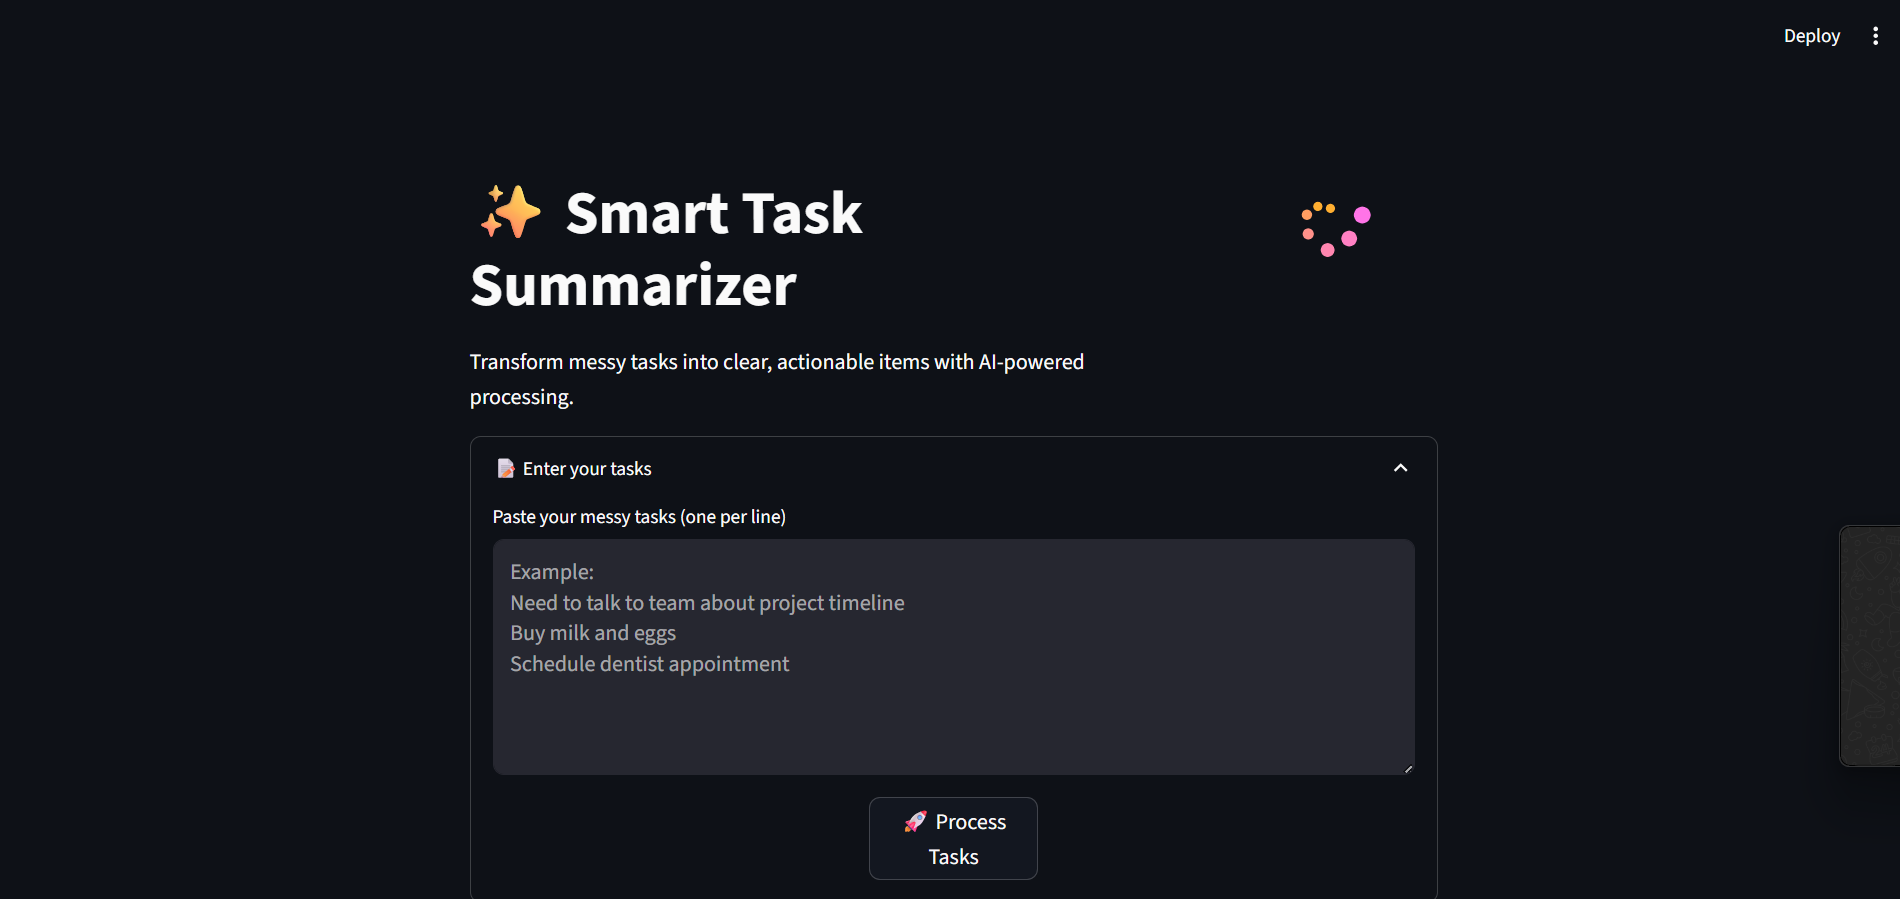 Deploy
✨ Smart Task
Summarizer
Transform messy tasks into clear, actionable items with AI-powered
processing.
📝 Enter your tasks
Paste your messy tasks (one per line)
Example:
Need to talk to team about project timeline
Buy milk and eggs
Schedule dentist appointment
🚀 Process
Tasks